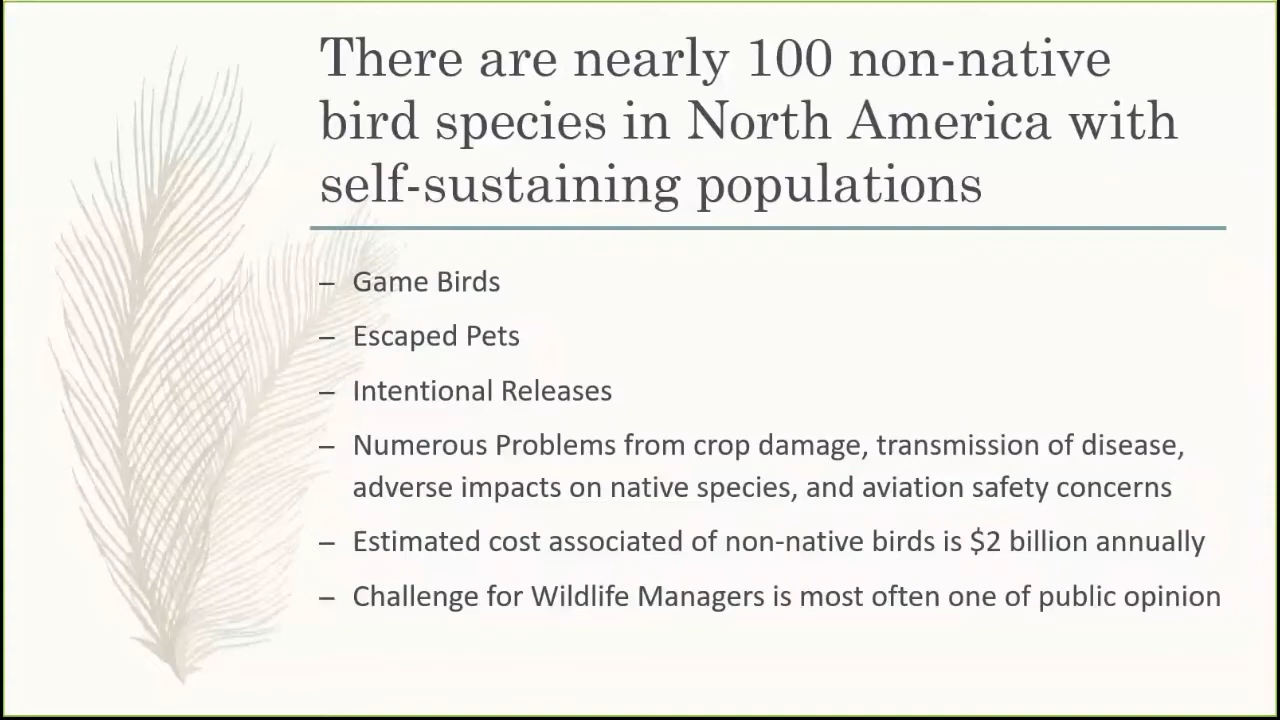 There are nearly 100 non-native
bird species in North America with
self-sustaining populations
– Game Birds
– Escaped Pets
– Intentional Releases
– Numerous Problems from crop damage, transmission of disease,
adverse impacts on native species, and aviation safety concerns
– Estimated cost associated of non-native birds is $2 billion annually
– Challenge for Wildlife Managers is most often one of public opinion